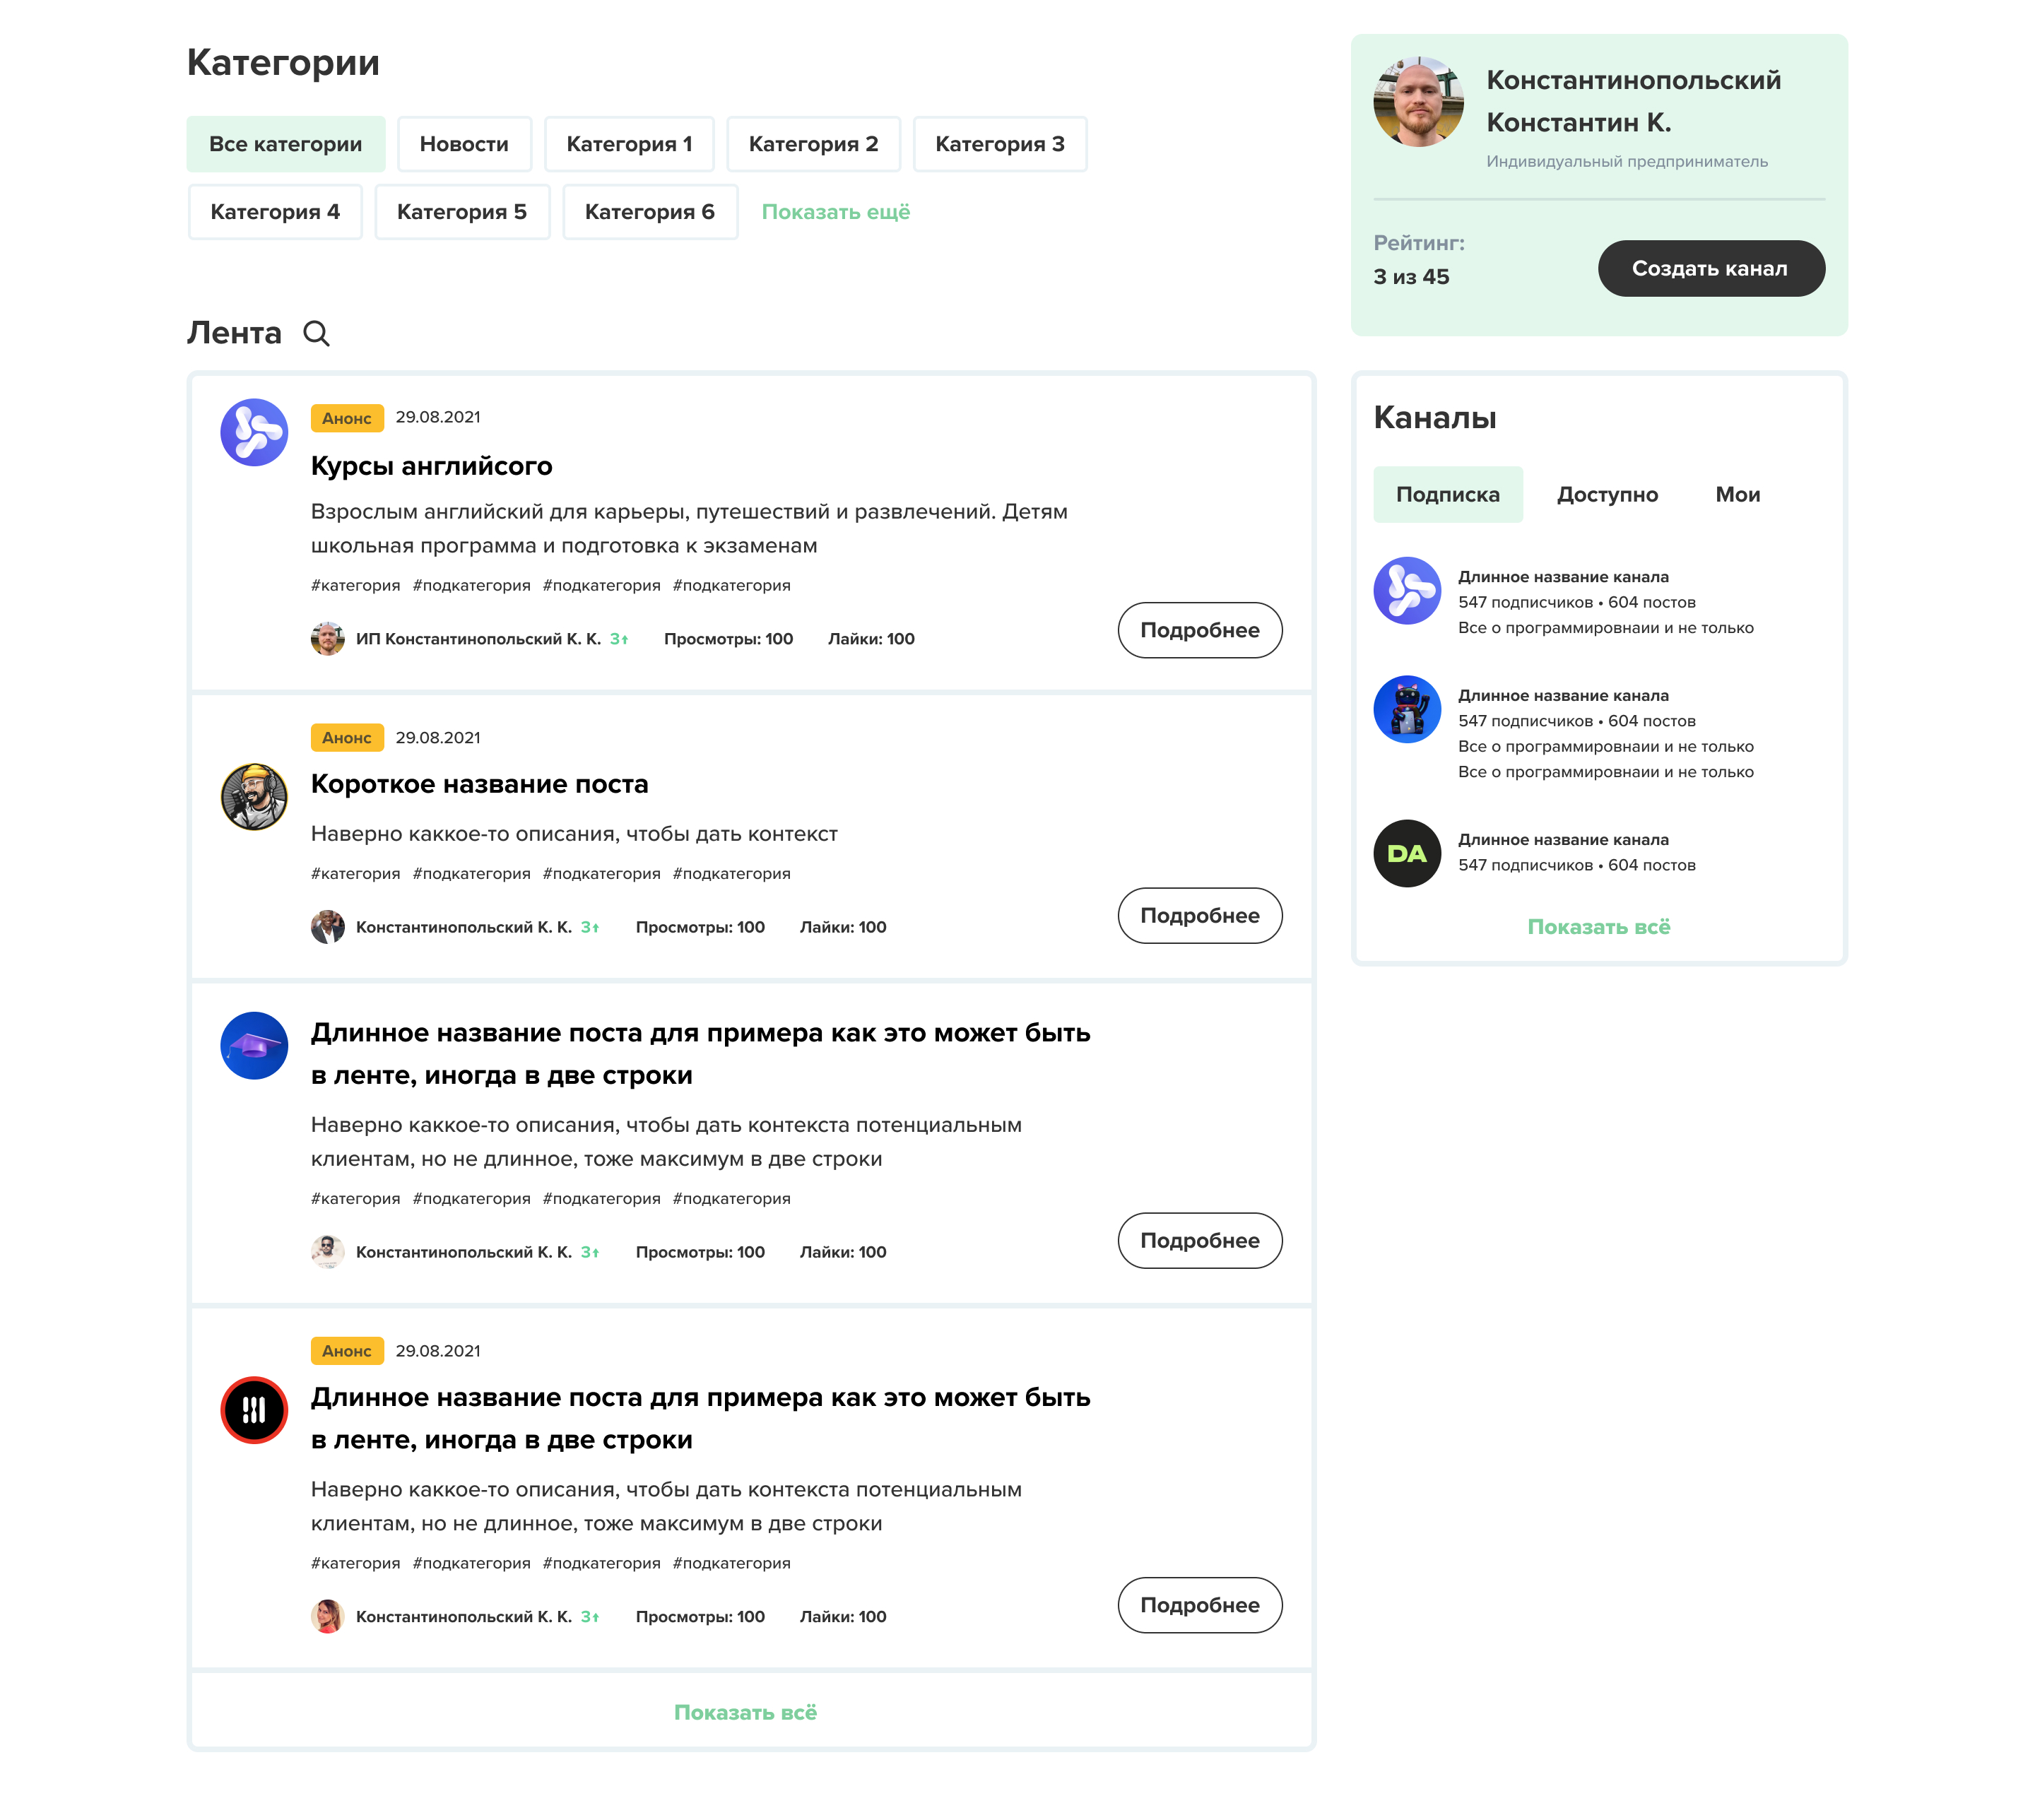 Категории
Все категории
Новости
Категория 1
Категория 2
Категория 3
Категория 4
Категория 5
Категория 6
Показать ещё
Константинопольский
Константин К.
Индивидуальный предприниматель
Рейтинг:
3 из 45
Создать канал
Лента
Анонс 29.08.2021
Курсы английсого
Взрослым английский для карьеры, путешествий и развлечений. Детям
школьная программа и подготовка к экзаменам
#категория #подкатегория #подкатегория #подкатегория
ИП Константинопольский К. К. 3↑ Просмотры: 100 Лайки: 100
Подробнее
Анонс 29.08.2021
Короткое название поста
Наверно каккое-то описания, чтобы дать контекст
#категория #подкатегория #подкатегория #подкатегория
Константинопольский К. К. 3↑ Просмотры: 100 Лайки: 100
Подробнее
Длинное название поста для примера как это может быть
в ленте, иногда в две строки
Наверно каккое-то описания, чтобы дать контекста потенциальным
клиентам, но не длинное, тоже максимум в две строки
#категория #подкатегория #подкатегория #подкатегория
Константинопольский К. К. 3↑ Просмотры: 100 Лайки: 100
Подробнее
Анонс 29.08.2021
Длинное название поста для примера как это может быть
в ленте, иногда в две строки
Наверно каккое-то описания, чтобы дать контекста потенциальным
клиентам, но не длинное, тоже максимум в две строки
#категория #подкатегория #подкатегория #подкатегория
Константинопольский К. К. 3↑ Просмотры: 100 Лайки: 100
Подробнее
Показать всё
Каналы
Подписка
Доступно
Мои
Длинное название канала
547 подписчиков • 604 постов
Все о программировнаии и не только
Длинное название канала
547 подписчиков • 604 постов
Все о программировнаии и не только
Все о программировнаии и не только
DA
Длинное название канала
547 подписчиков • 604 постов
Показать всё